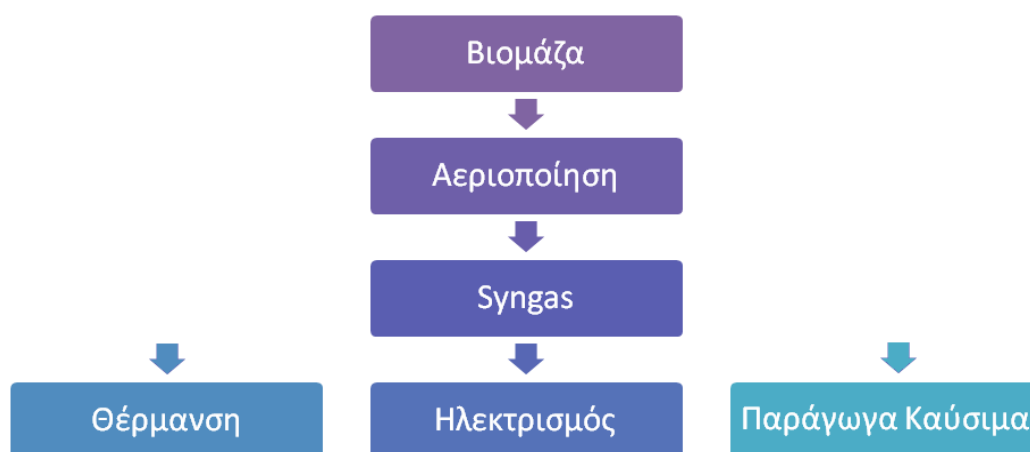 Βιομάζα
Αεριοποίηση
Syngas
Θέρμανση
Ηλεκτρισμός
Παράγωγα Καύσιμα